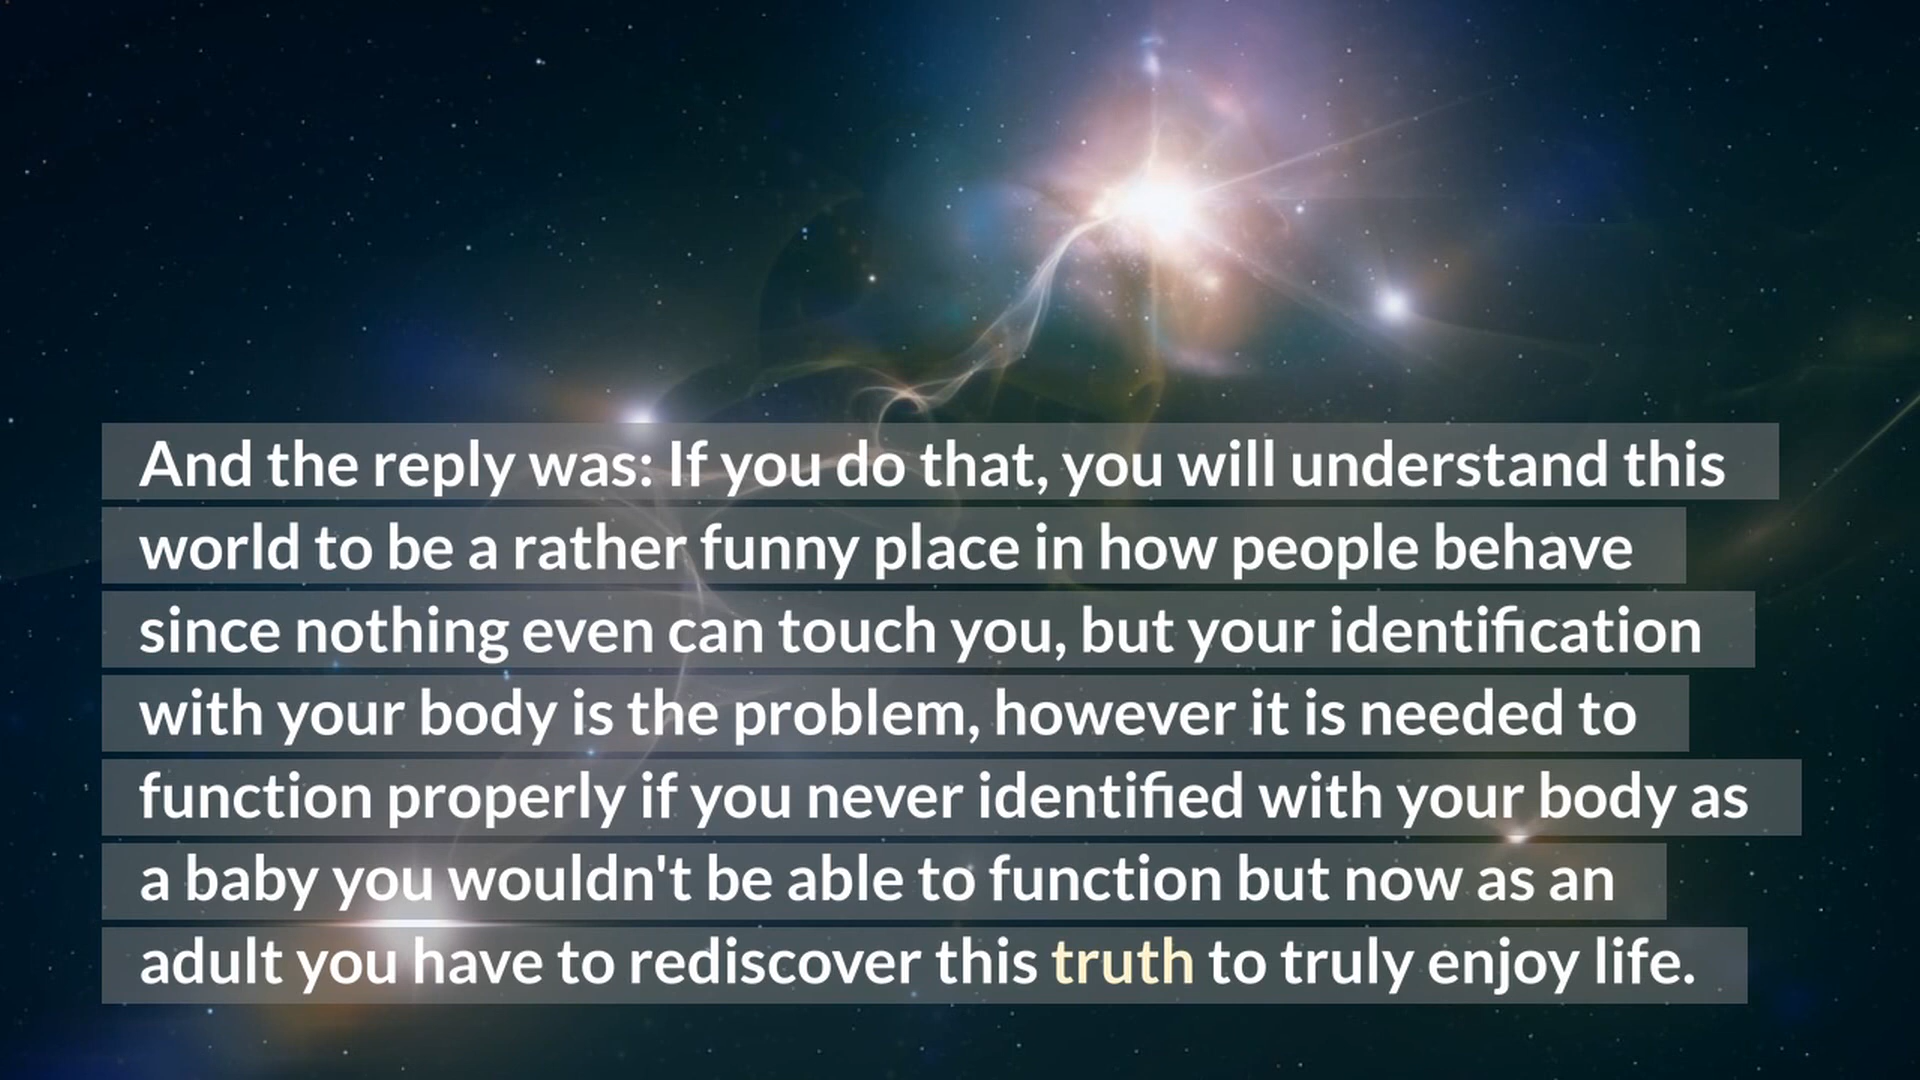 And the reply was: If you do that, you will understand this
world to be a rather funny place in how people behave
since nothing even can touch you, but your identification
with your body is the problem, however it is needed to
function properly if you never identified with your body as
a baby you wouldn't be able to function but now as an
adult you have to rediscover this truth to truly enjoy life.